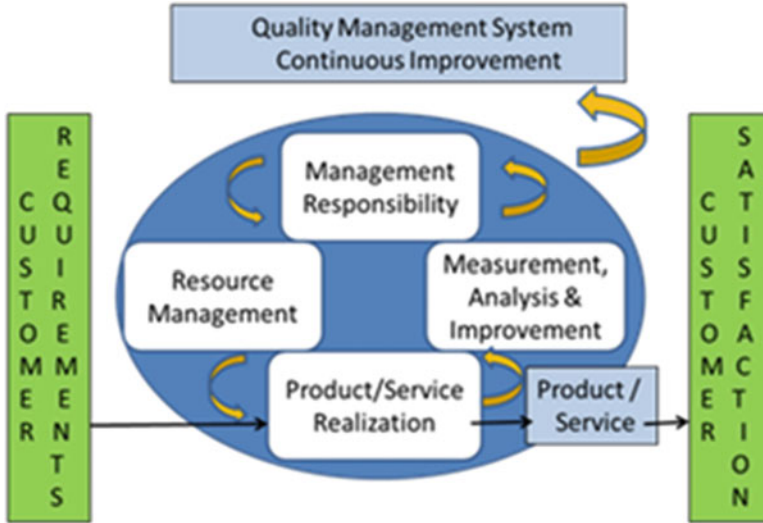 Quality Management System
Continuous Improvement
CUSTOMER
REQUIREMENTS
Management
Responsibility
Resource
Management
Measurement,
Analysis &
Improvement
Product/Service
Realization
Product /
Service
CUSTOMER
SATISFACTION